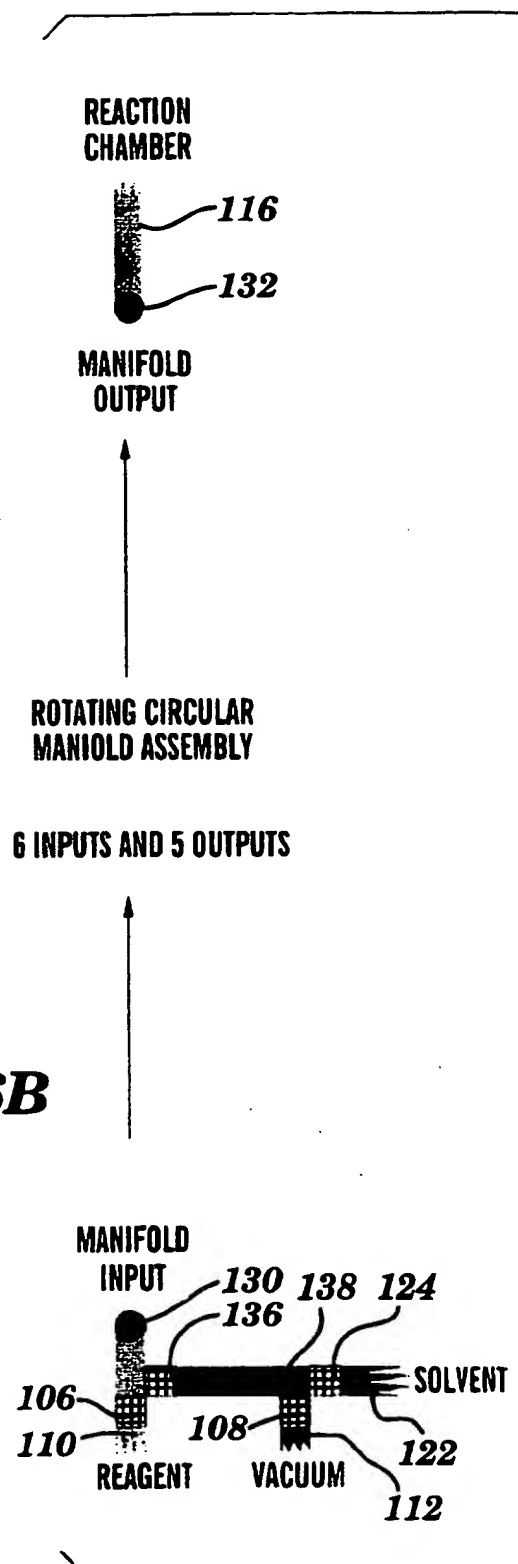 REACTION
CHAMBER
116
132
MANIFOLD
OUTPUT
ROTATING CIRCULAR
MANIOLD ASSEMBLY
6 INPUTS AND 5 OUTPUTS
6B
MANIFOLD
INPUT
130 138 124
136
SOLVENT
106
108
122
110
REAGENT VACUUM
112